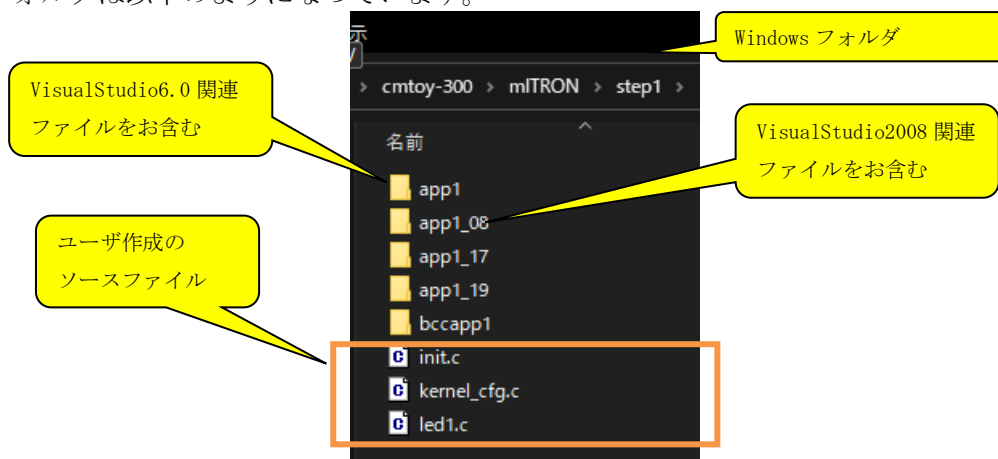 ォルダは以下のようになっています。
示
Windows フォルダ
cmtoy-300 › mITRON › step1 ›
VisualStudio6.0 関連
ファイルをお含む
名前
VisualStudio2008 関連
ファイルをお含む
app1
app1_08
app1_17
app1_19
bccapp1
ユーザ作成の
ソースファイル
init.c
kernel_cfg.c
led1.c